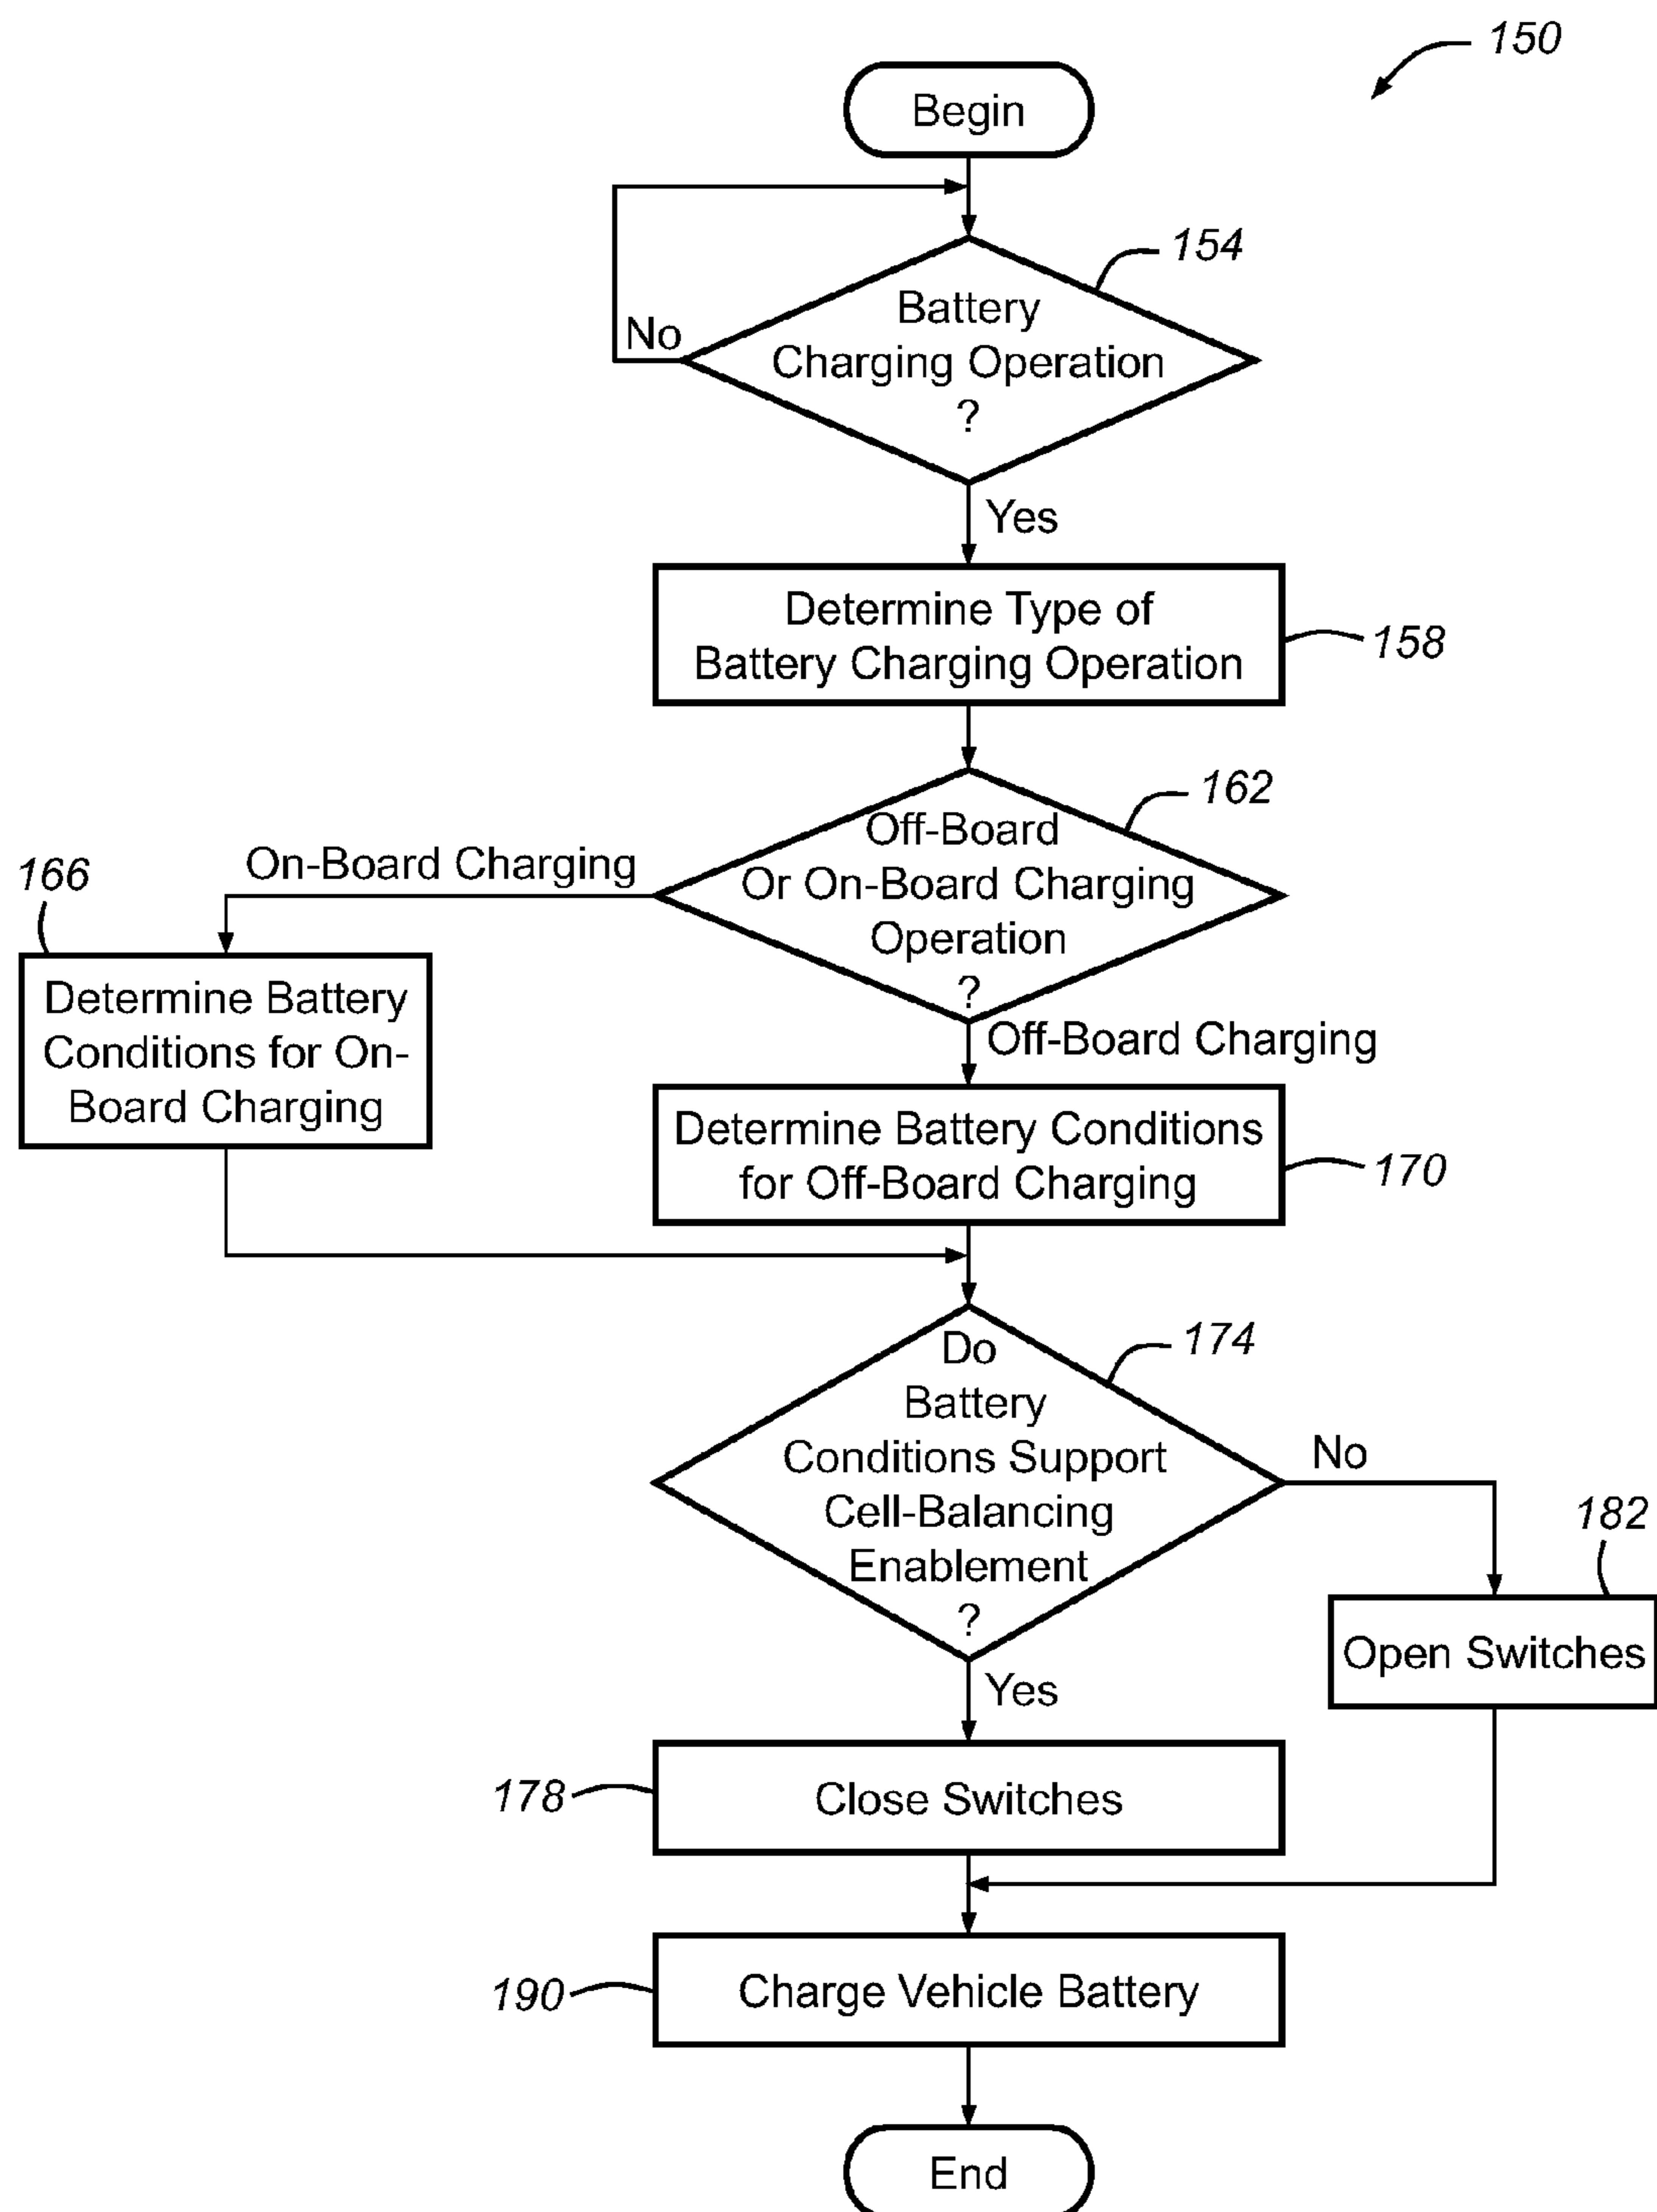 150
Begin
154
Battery
Charging Operation
?
No
Yes
Determine Type of
Battery Charging Operation
158
162
Off-Board
Or On-Board Charging
Operation
?
On-Board Charging
166
Determine Battery
Conditions for On-
Board Charging
Off-Board Charging
Determine Battery Conditions
for Off-Board Charging
170
174
Do
Battery
Conditions Support
Cell-Balancing
Enablement
?
No
182
Open Switches
Yes
178
Close Switches
190
Charge Vehicle Battery
End